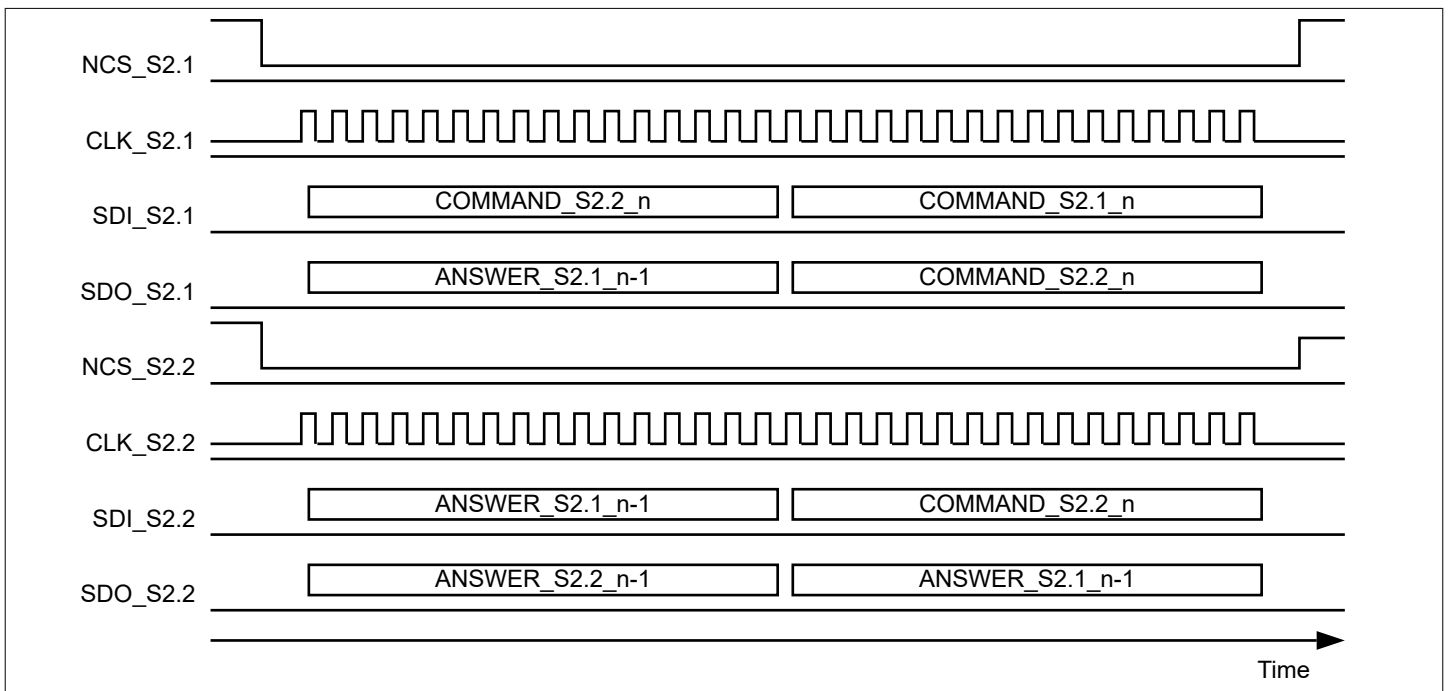 NCS_S2.1
CLK_S2.1
SDI_S2.1 COMMAND_S2.2_n COMMAND_S2.1_n
SDO_S2.1 ANSWER_S2.1_n-1 COMMAND_S2.2_n
NCS_S2.2
CLK_S2.2
SDI_S2.2 ANSWER_S2.1_n-1 COMMAND_S2.2_n
SDO_S2.2 ANSWER_S2.2_n-1 ANSWER_S2.1_n-1
Time